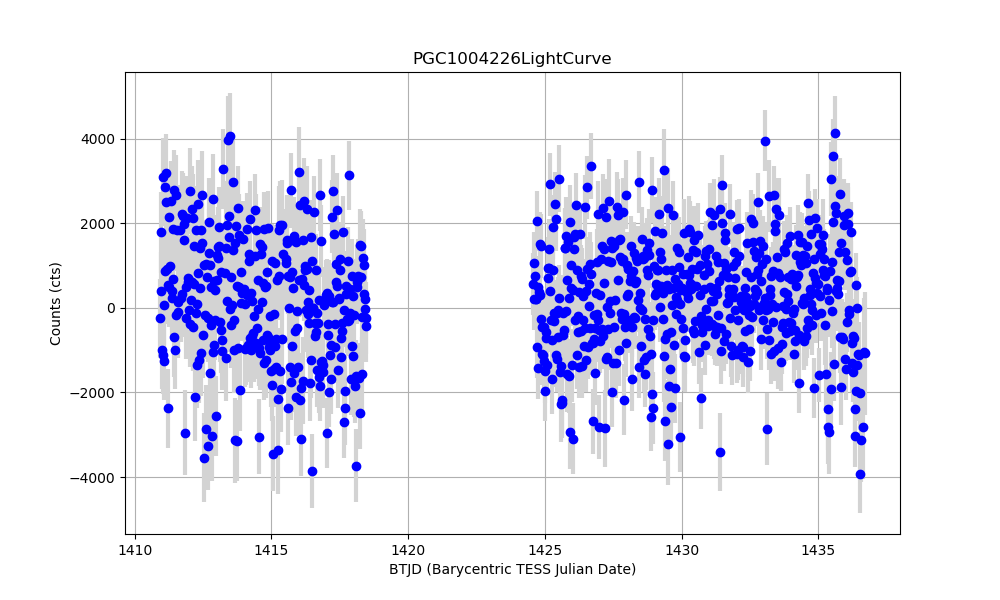 PGC1004226LightCurve
Counts (cts)
4000
2000
0
−2000
−4000
1410 1415 1420 1425 1430 1435
BTJD (Barycentric TESS Julian Date)